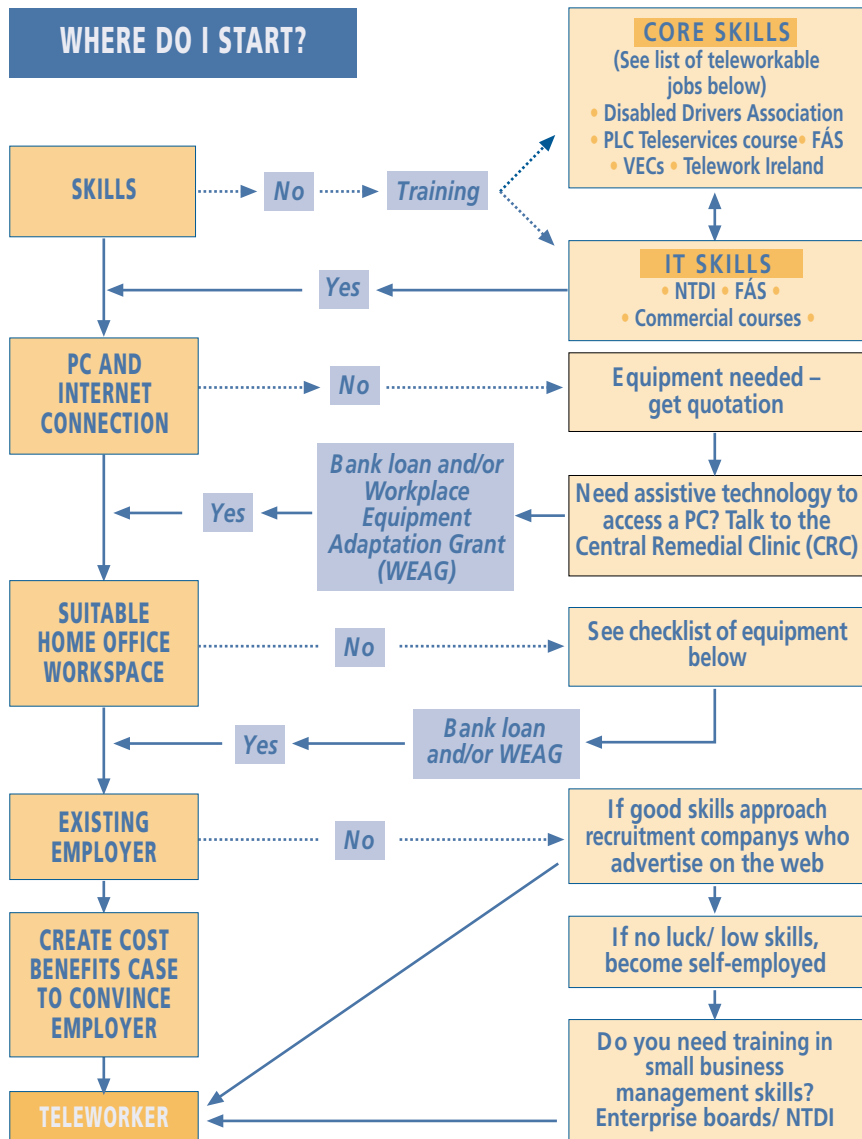 WHERE DO I START?
CORE SKILLS
(See list of teleworkable
jobs below)
• Disabled Drivers Association
• PLC Teleservices course • FÁS
• VECs • Telework Ireland
SKILLS
No
Training
IT SKILLS
• NTDI • FÁS •
• Commercial courses •
Yes
PC AND
INTERNET
CONNECTION
No
Equipment needed –
get quotation
Bank loan and/or
Workplace
Equipment
Adaptation Grant
(WEAG)
Yes
Need assistive technology to
access a PC? Talk to the
Central Remedial Clinic (CRC)
SUITABLE
HOME OFFICE
WORKSPACE
No
See checklist of equipment
below
Yes
Bank loan
and/or WEAG
EXISTING
EMPLOYER
No
If good skills approach
recruitment companys who
advertise on the web
CREATE COST
BENEFITS CASE
TO CONVINCE
EMPLOYER
If no luck/ low skills,
become self-employed
Do you need training in
small business
management skills?
Enterprise boards/ NTDI
TELEWORKER